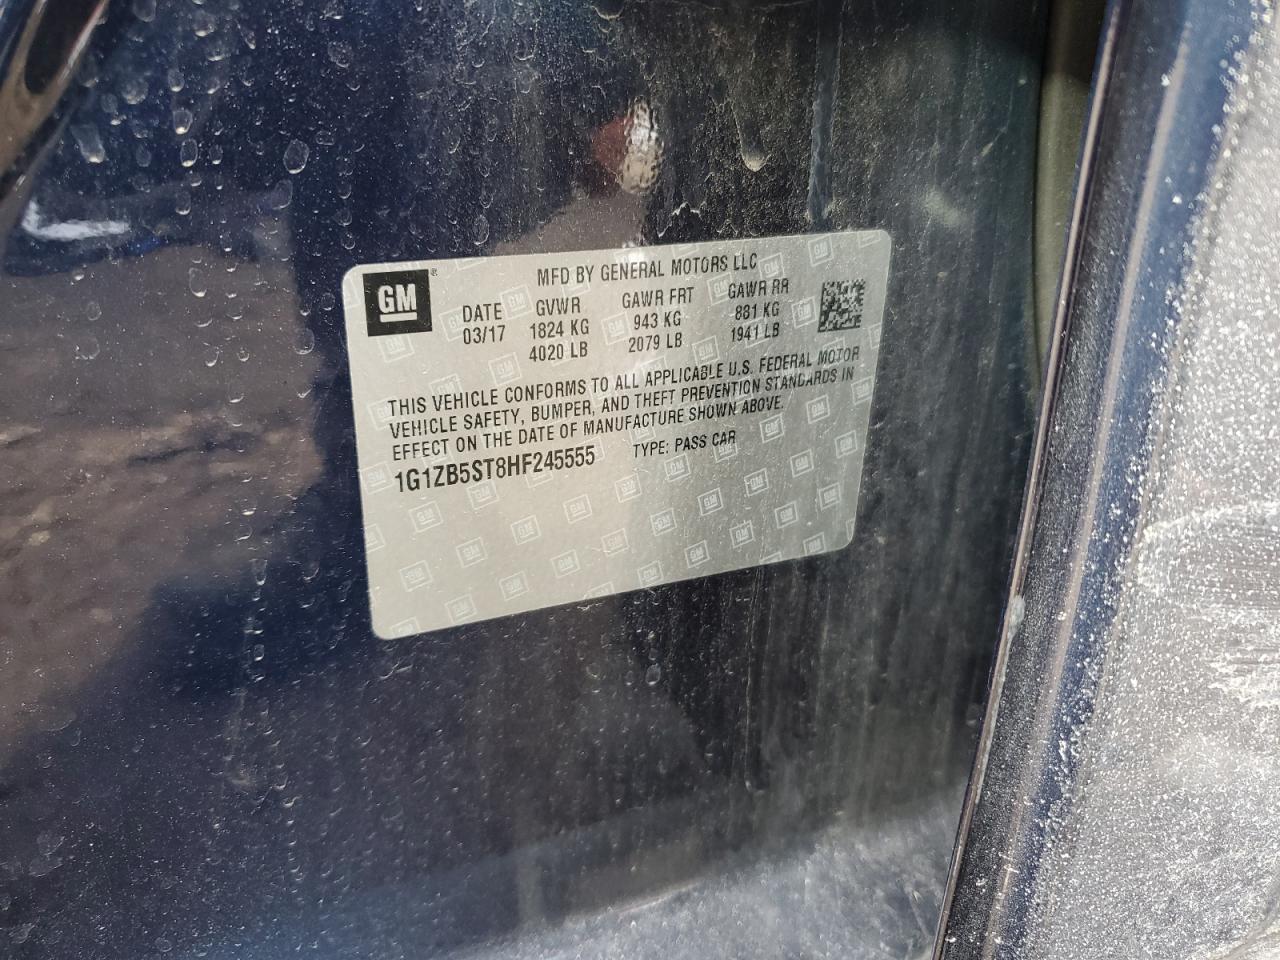 GM ®
MFD BY GENERAL MOTORS LLC
DATE GVWR GAWR FRT GAWR RR
03/17 1824 KG 943 KG 881 KG
4020 LB 2079 LB 1941 LB
THIS VEHICLE CONFORMS TO ALL APPLICABLE U.S. FEDERAL MOTOR
VEHICLE SAFETY, BUMPER, AND THEFT PREVENTION STANDARDS IN
EFFECT ON THE DATE OF MANUFACTURE SHOWN ABOVE.
1G1ZB5ST8HF245555 TYPE: PASS CAR